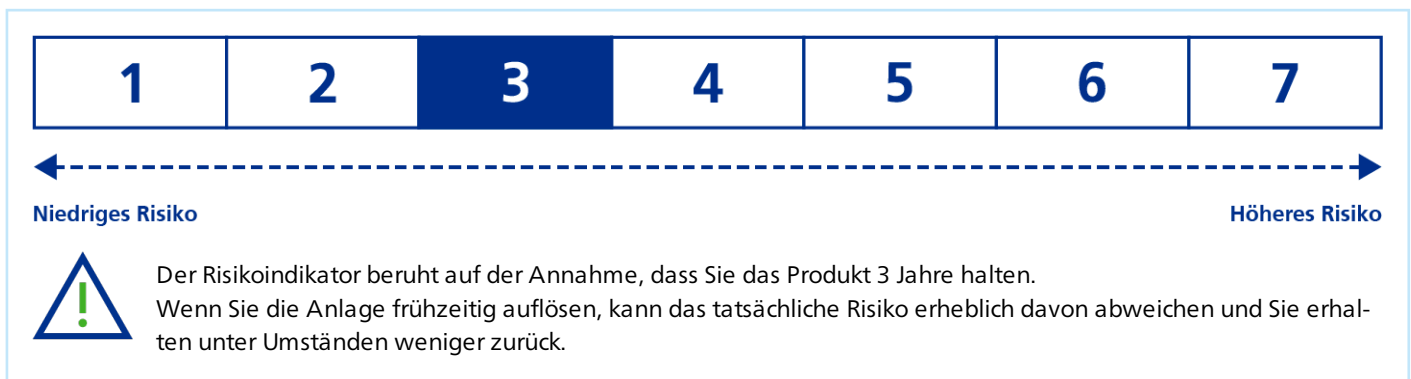 1 2 3 4 5 6 7
Niedriges Risiko Höheres Risiko
Der Risikoindikator beruht auf der Annahme, dass Sie das Produkt 3 Jahre halten.
Wenn Sie die Anlage frühzeitig auflösen, kann das tatsächliche Risiko erheblich davon abweichen und Sie erhal-
ten unter Umständen weniger zurück.